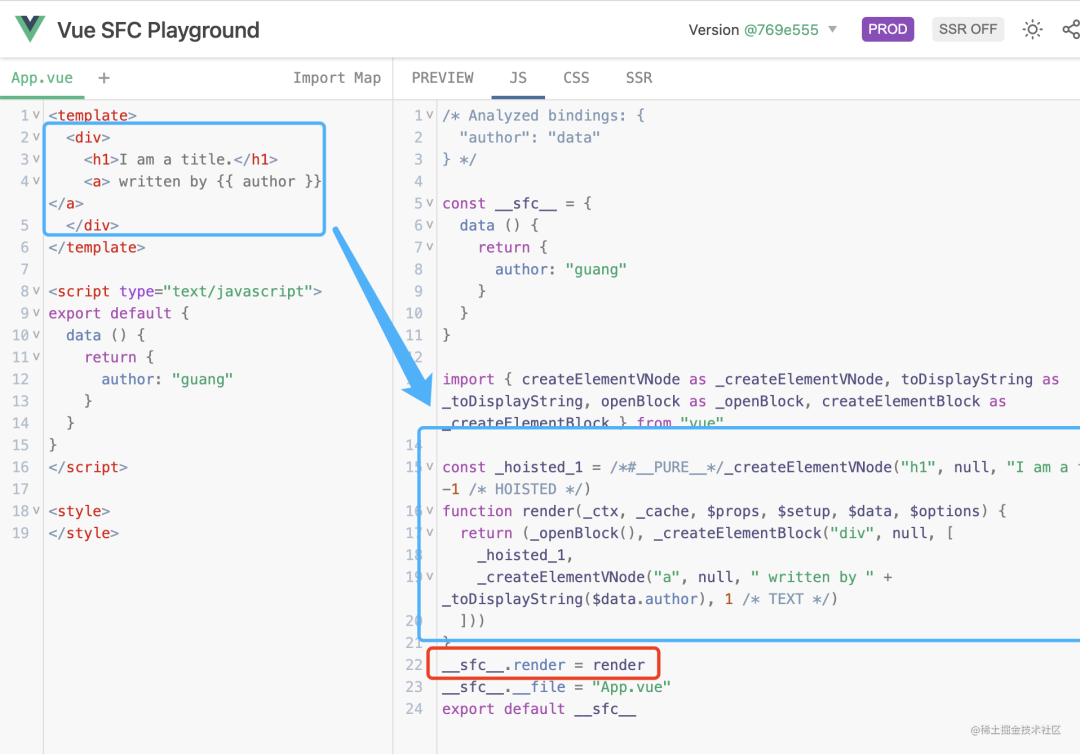 Vue SFC Playground
Version @769e555
PROD
SSR OFF
App.vue
+
Import Map
PREVIEW
JS
CSS
SSR
1 <template>
2 <div>
3 <h1>I am a title.</h1>
4 <a> written by {{ author }}
</a>
5 </div>
6 </template>
7
8 <script type="text/javascript">
9 export default {
10 data () {
11 return {
12 author: "guang"
13 }
14 }
15 }
16 </script>
17
18 <style>
19 </style>
1 /* Analyzed bindings: {
2 "author": "data"
3 } */
4
5 const __sfc__ = {
6 data () {
7 return {
8 author: "guang"
9 }
10 }
11 }
12
import { createElementVNode as _createElementVNode, toDisplayString as
_toDisplayString, openBlock as _openBlock, createElementBlock as
_createElementBlock } from "vue"
14
15 const _hoisted_1 = /*#__PURE__*/_createElementVNode("h1", null, "I am a
-1 /* HOISTED */)
16 function render(_ctx, _cache, $props, $setup, $data, $options) {
17 return (_openBlock(), _createElementBlock("div", null, [
18 _hoisted_1,
19 _createElementVNode("a", null, " written by " +
_toDisplayString($data.author), 1 /* TEXT */)
20 ]))
21 }
22 __sfc__.render = render
23 __sfc__.__file = "App.vue"
24 export default __sfc__
@稀土掘金技术社区